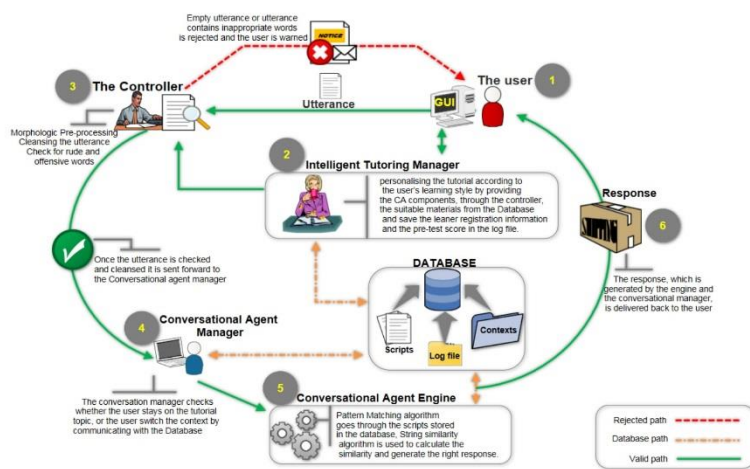 Empty utterance or utterance
contains inappropriate words
is rejected and the user is warned
NOTICE
3
The Controller
The user
1
Utterance
GUI
Morphologic Pre-processing
Cleansing the utterance
Check for rude and
offensive words
2
Intelligent Tutoring Manager
personalising the tutorial according to
the user's learning style by providing
the CA components, through the controller,
the suitable materials from the Database
and save the leaner registration information
and the pre-test score in the log file.
Response
6
The response, which is
generated by the engine and
the conversational manager,
is delivered back to the user
Once the utterance is checked
and cleansed it is sent forward to
the Conversational agent manager
DATABASE
Scripts
Log file
Contexts
4
Conversational Agent
Manager
The conversation manager checks
whether the user stays on the tutorial
topic, or the user switch the context by
communicating with the Database
5
Conversational Agent Engine
Pattern Matching algorithm
goes through the scripts stored
in the database, String similarity
algorithm is used to calculate the
similarity and generate the right response.
Rejected path
Database path
Valid path